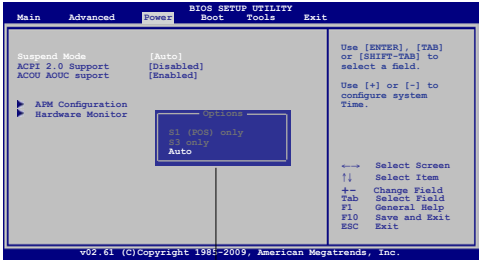 BIOS SETUP UTILITY
Main Advanced Power Boot Tools Exit
Suspend Mode [Auto]
ACPI 2.0 Support [Disabled]
ACOU AOUC suport [Enabled]
APM Configuration
Hardware Monitor
Options
S1 (POS) only
S3 only
Auto
Use [ENTER], [TAB]
or [SHIFT-TAB] to
select a field.
Use [+] or [-] to
configure system
Time.
←→ Select Screen
↑↓ Select Item
+- Change Field
Tab Select Field
F1 General Help
F10 Save and Exit
ESC Exit
v02.61 (C)Copyright 1985-2009, American Megatrends, Inc.